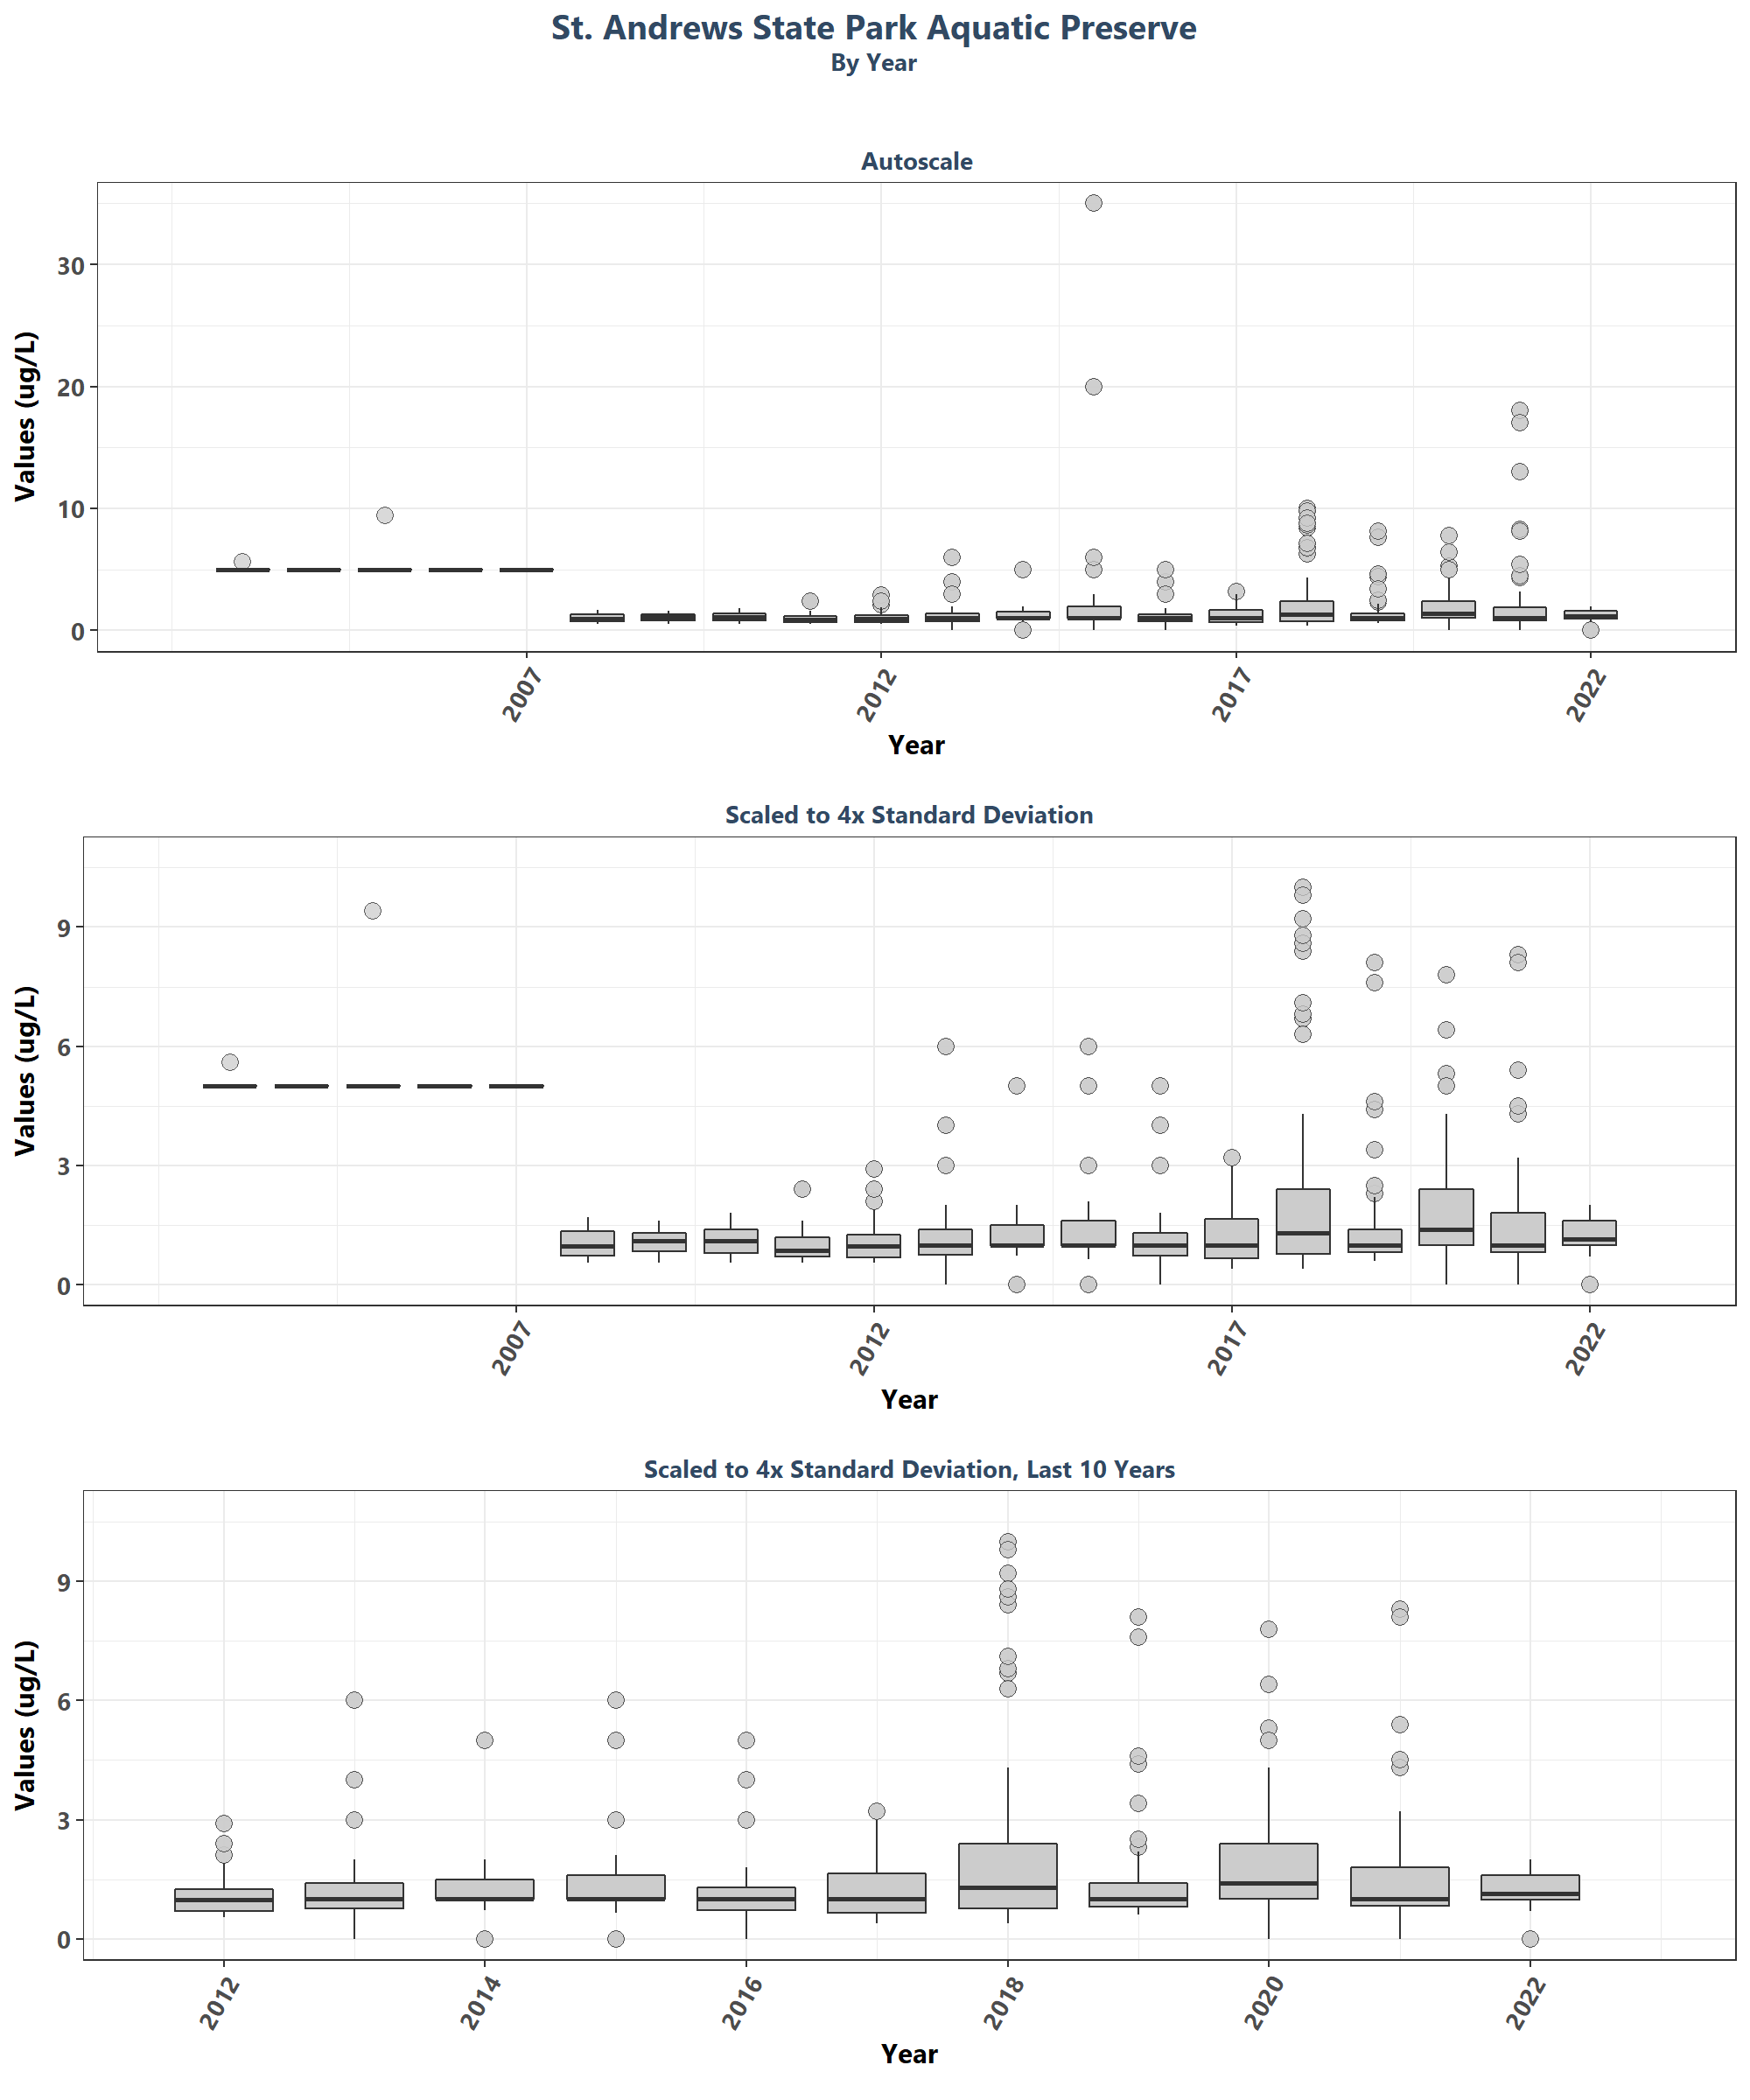 St. Andrews State Park Aquatic Preserve
By Year
Autoscale
Values (ug/L)
30
20
10
0
2007
2012
2017
2022
Year
Scaled to 4x Standard Deviation
Values (ug/L)
9
6
3
0
2007
2012
2017
2022
Year
Scaled to 4x Standard Deviation, Last 10 Years
Values (ug/L)
9
6
3
0
2012
2014
2016
2018
2020
2022
Year